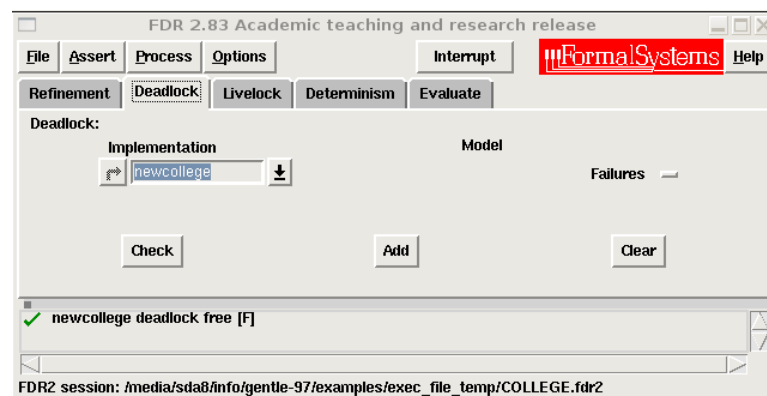 FDR 2.83 Academic teaching and research release
File Assert Process Options Interrupt FormalSystems Help
Refinement Deadlock Livelock Determinism Evaluate
Deadlock:
Implementation Model
newcollege Failures
Check Add Clear
newcollege deadlock free [F]
FDR2 session: /media/sda8/info/gentle-97/examples/exec_file_temp/COLLEGE.fdr2